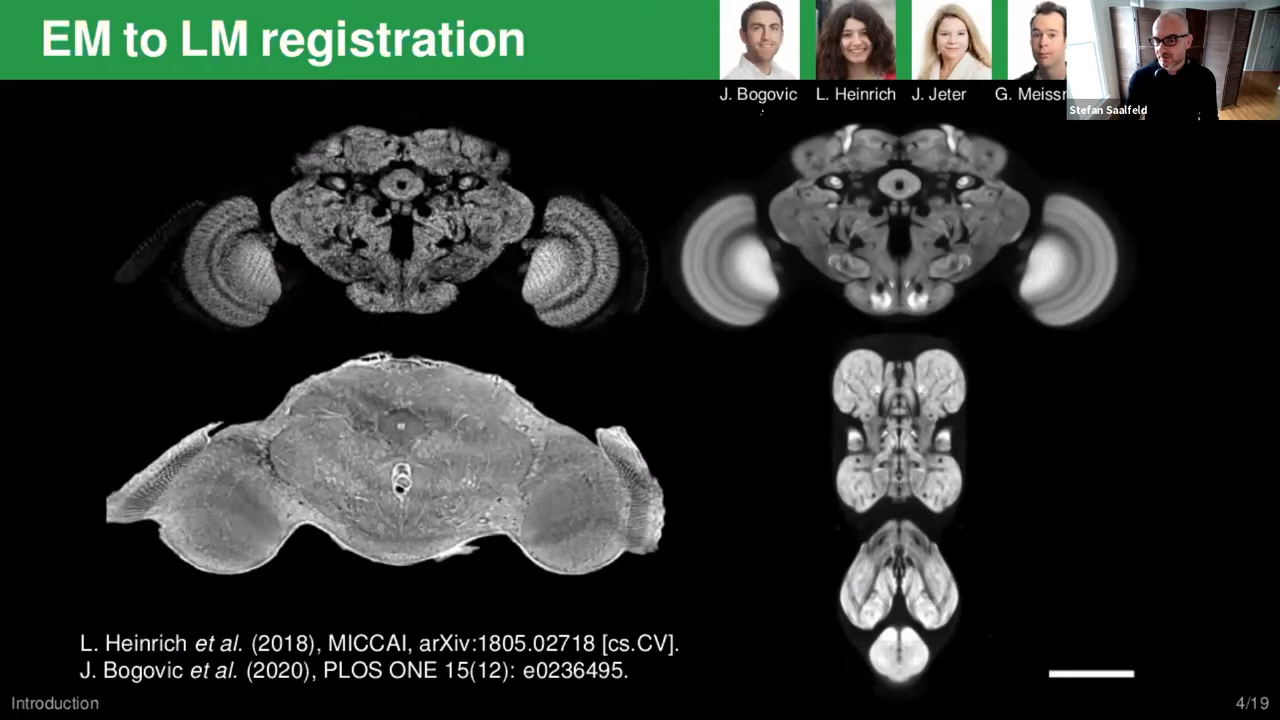 EM to LM registration
J. Bogovic
L. Heinrich
J. Jeter
G. Meissr
Stefan Saalfeld
L. Heinrich et al. (2018), MICCAI, arXiv:1805.02718 [cs.CV].
J. Bogovic et al. (2020), PLOS ONE 15(12): e0236495.
Introduction
4/19